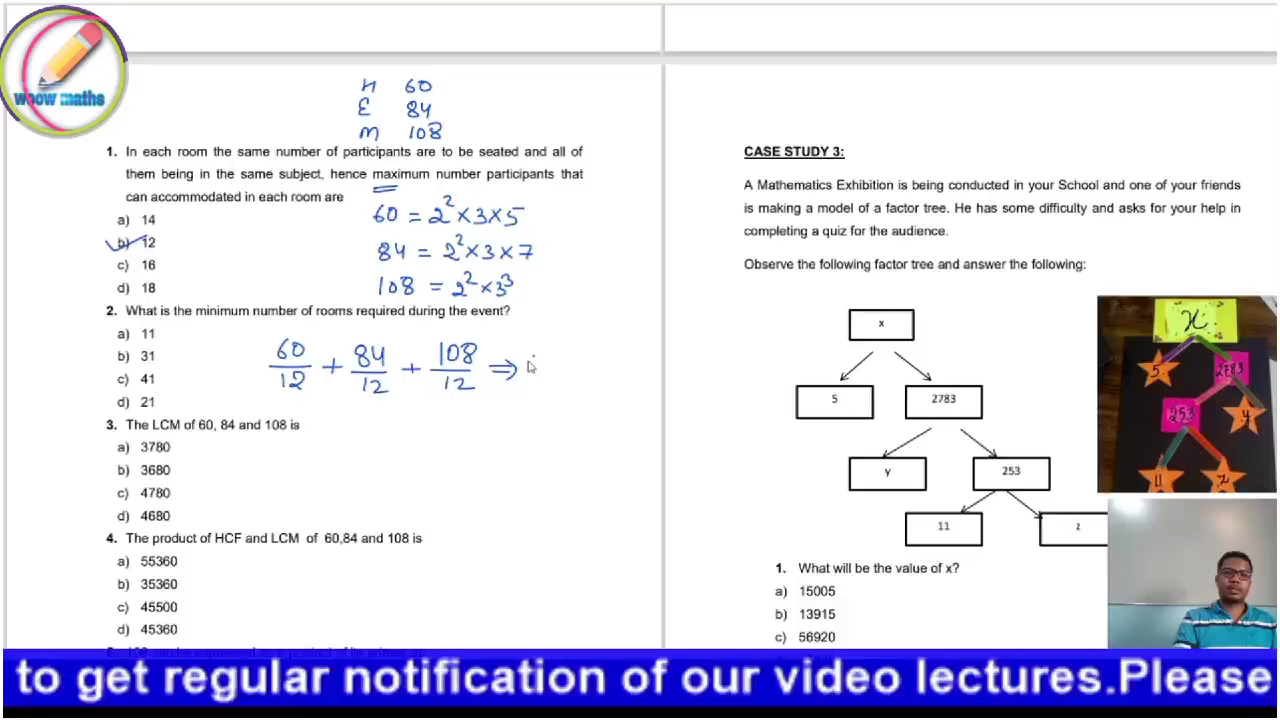 woow maths
H 60
E 84
M 108
1. In each room the same number of participants are to be seated and all of
them being in the same subject, hence maximum number participants that
can accommodated in each room are
a) 14
b) 12
c) 16
d) 18
60 = 2² × 3 × 5
84 = 2² × 3 × 7
108 = 2² × 3³
2. What is the minimum number of rooms required during the event?
a) 11
b) 31
c) 41
d) 21
60/12 + 84/12 + 108/12 ⇒
3. The LCM of 60, 84 and 108 is
a) 3780
b) 3680
c) 4780
d) 4680
4. The product of HCF and LCM of 60,84 and 108 is
a) 55360
b) 35360
c) 45500
d) 45360
CASE STUDY 3:
A Mathematics Exhibition is being conducted in your School and one of your friends
is making a model of a factor tree. He has some difficulty and asks for your help in
completing a quiz for the audience.
Observe the following factor tree and answer the following:
x
5 2783
y 253
11 z
x
5 2783
253 y
11 z
1. What will be the value of x?
a) 15005
b) 13915
c) 56920
to get regular notification of our video lectures.Please